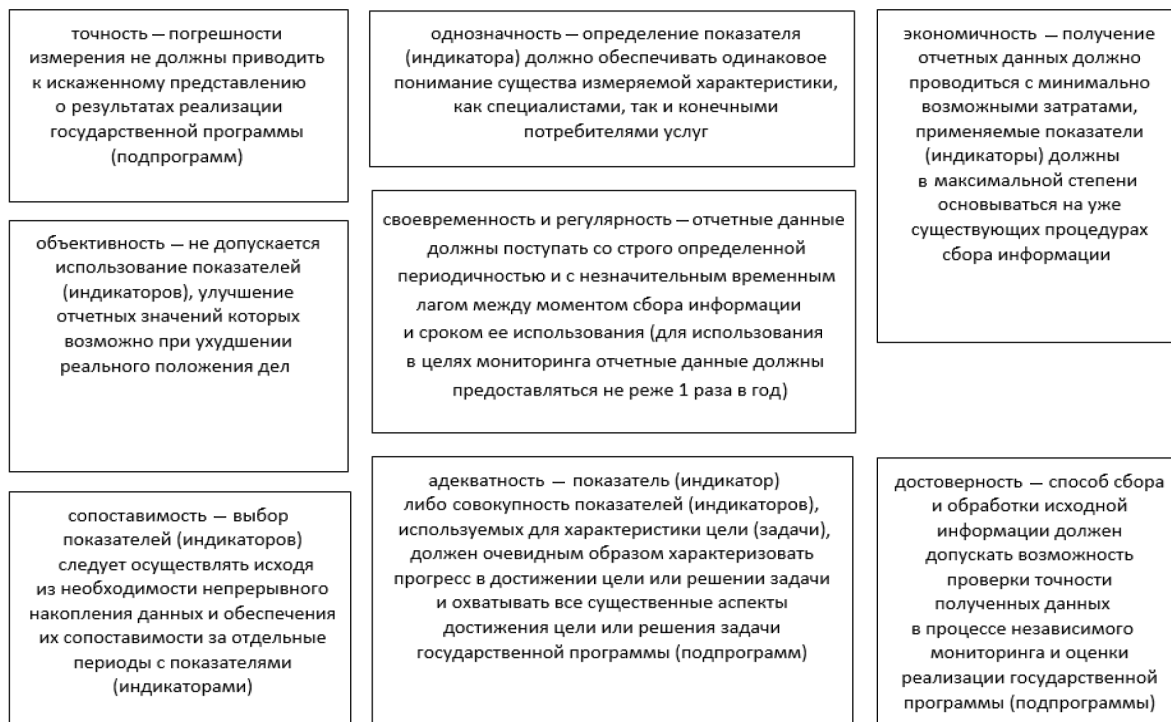 точность — погрешности
измерения не должны приводить
к искаженному представлению
о результатах реализации
государственной программы
(подпрограмм)
однозначность — определение показателя
(индикатора) должно обеспечивать одинаковое
понимание существа измеряемой характеристики,
как специалистами, так и конечными
потребителями услуг
экономичность — получение
отчетных данных должно
проводиться с минимально
возможными затратами,
применяемые показатели
(индикаторы) должны
в максимальной степени
основываться на уже
существующих процедурах
сбора информации
объективность — не допускается
использование показателей
(индикаторов), улучшение
отчетных значений которых
возможно при ухудшении
реального положения дел
своевременность и регулярность — отчетные данные
должны поступать со строго определенной
периодичностью и с незначительным временным
лагом между моментом сбора информации
и сроком ее использования (для использования
в целях мониторинга отчетные данные должны
предоставляться не реже 1 раза в год)
сопоставимость — выбор
показателей (индикаторов)
следует осуществлять исходя
из необходимости непрерывного
накопления данных и обеспечения
их сопоставимости за отдельные
периоды с показателями
(индикаторами)
адекватность — показатель (индикатор)
либо совокупность показателей (индикаторов),
используемых для характеристики цели (задачи),
должен очевидным образом характеризовать
прогресс в достижении цели или решении задачи
и охватывать все существенные аспекты
достижения цели или решения задачи
государственной программы (подпрограмм)
достоверность — способ сбора
и обработки исходной
информации должен
допускать возможность
проверки точности
полученных данных
в процессе независимого
мониторинга и оценки
реализации государственной
программы (подпрограммы)